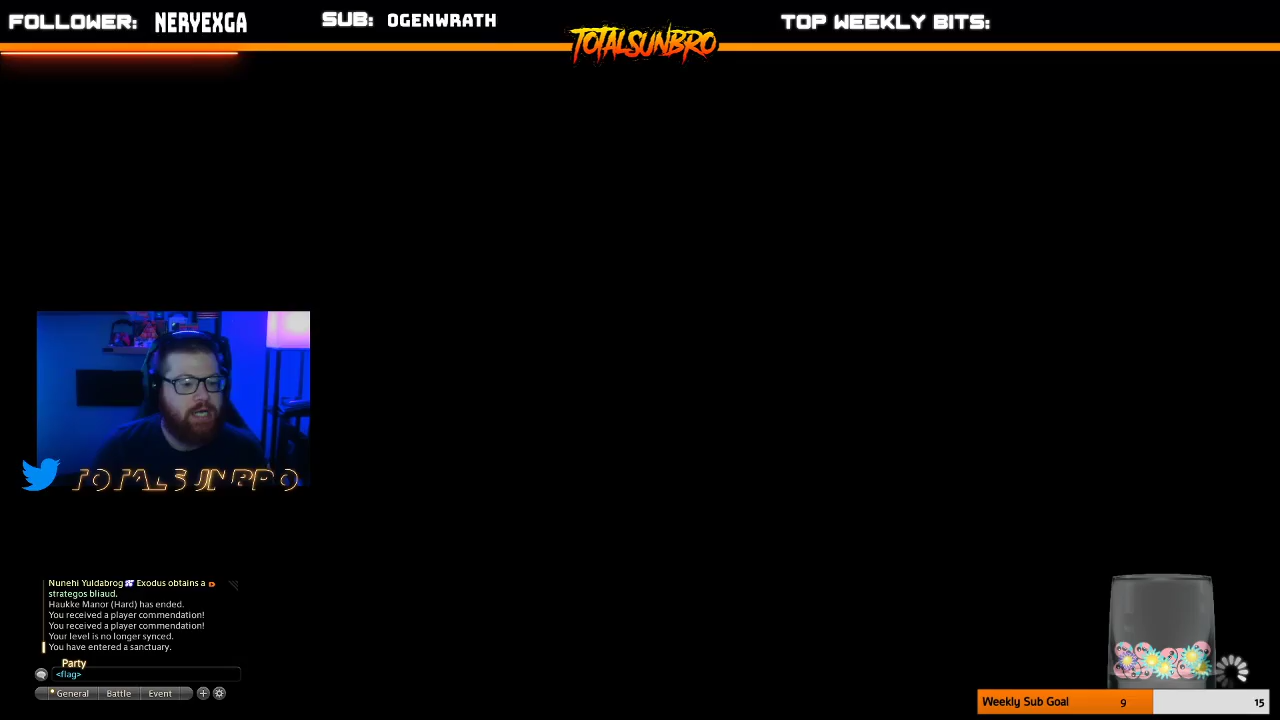 FOLLOWER: NERYEXGA
SUB: OGENWRATH
TOTALSUNBRO
TOP WEEKLY BITS:
TOTALSUNBRO
Nunehi Yuldabrog Exodus obtains a
strategos bliaud.
Haukke Manor (Hard) has ended.
You received a player commendation!
You received a player commendation!
Your level is no longer synced.
You have entered a sanctuary.
Party
<flag>
General Battle Event
Weekly Sub Goal 9 15